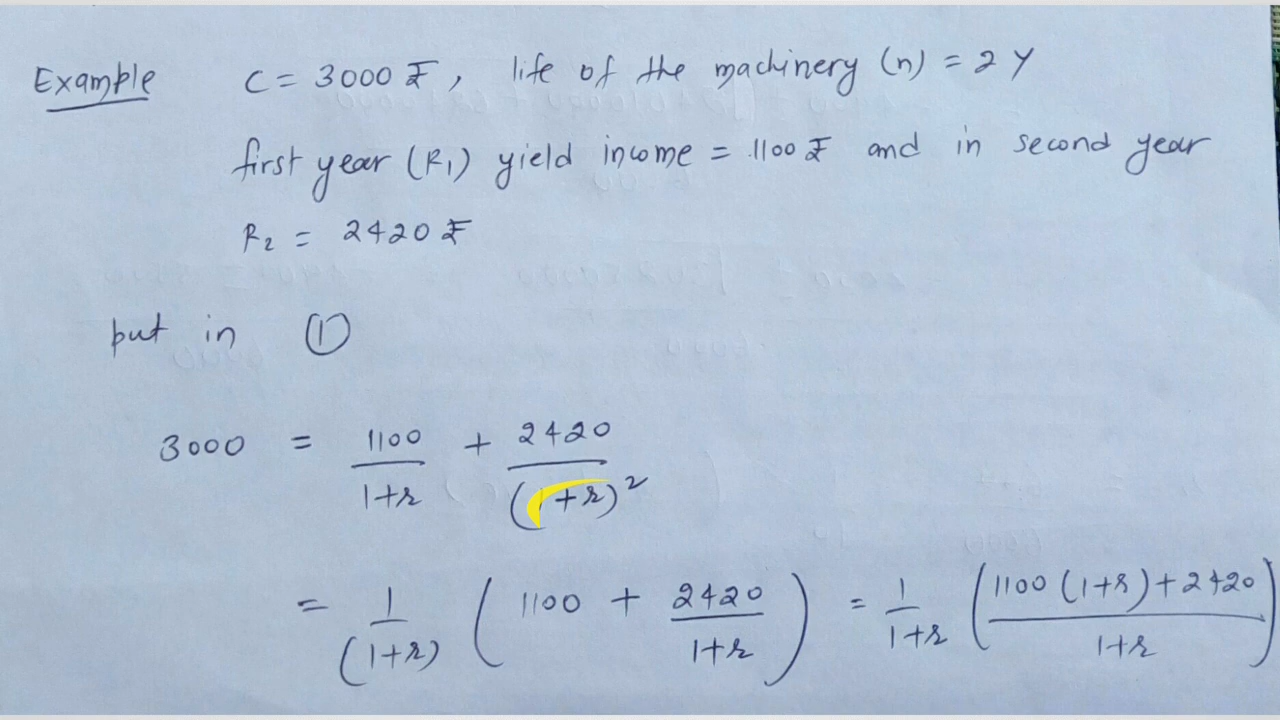 Example C = 3000 ₹, life of the machinery (n) = 2 Y
first year (R₁) yield income = 1100 ₹ and in second year
R₂ = 2420 ₹
put in ①
3000 = 1100/1+r + 2420/(1+r)²
= 1/(1+r) (1100 + 2420/1+r) = 1/1+r (1100 (1+r) + 2420/1+r)